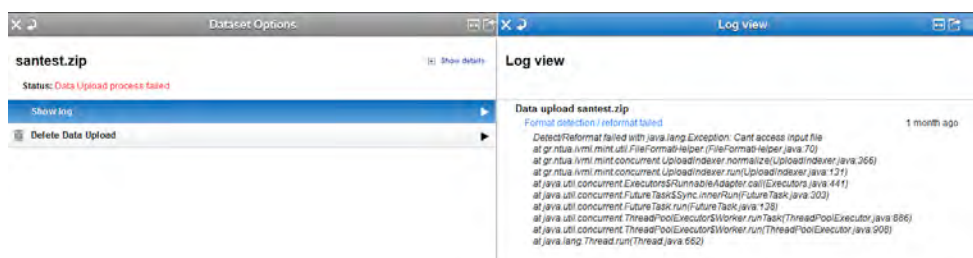 Dataset Options
santest.zip
Show details
Status: Data Upload process failed
Show log
Delete Data Upload
Log view
Log view
Data upload santest.zip
Format detection / reformat failed
1 month ago
Detect/Reformat failed with java.lang.Exception: Cant access input file
at gr.ntua.ivml.mint.util.FileFormatHelper.(FileFormatHelper.java:70)
at gr.ntua.ivml.mint.concurrent.UploadIndexer.normalize(UploadIndexer.java:366)
at gr.ntua.ivml.mint.concurrent.UploadIndexer.run(UploadIndexer.java:131)
at java.util.concurrent.Executors$RunnableAdapter.call(Executors.java:441)
at java.util.concurrent.FutureTask$Sync.innerRun(FutureTask.java:303)
at java.util.concurrent.FutureTask.run(FutureTask.java:138)
at java.util.concurrent.ThreadPoolExecutor$Worker.runTask(ThreadPoolExecutor.java:886)
at java.util.concurrent.ThreadPoolExecutor$Worker.run(ThreadPoolExecutor.java:908)
at java.lang.Thread.run(Thread.java:662)